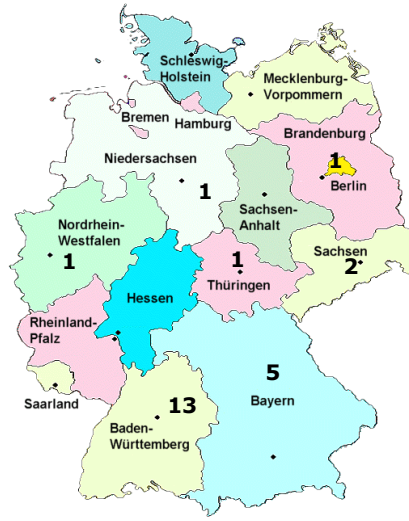 Schleswig-
Holstein
Mecklenburg-
Vorpommern
Bremen
Hamburg
Brandenburg
Niedersachsen
1
Berlin
1
Sachsen-
Anhalt
Nordrhein-
Westfalen
1
Sachsen
2
1
Thüringen
Hessen
Rheinland-
Pfalz
Saarland
5
Bayern
13
Baden-
Württemberg